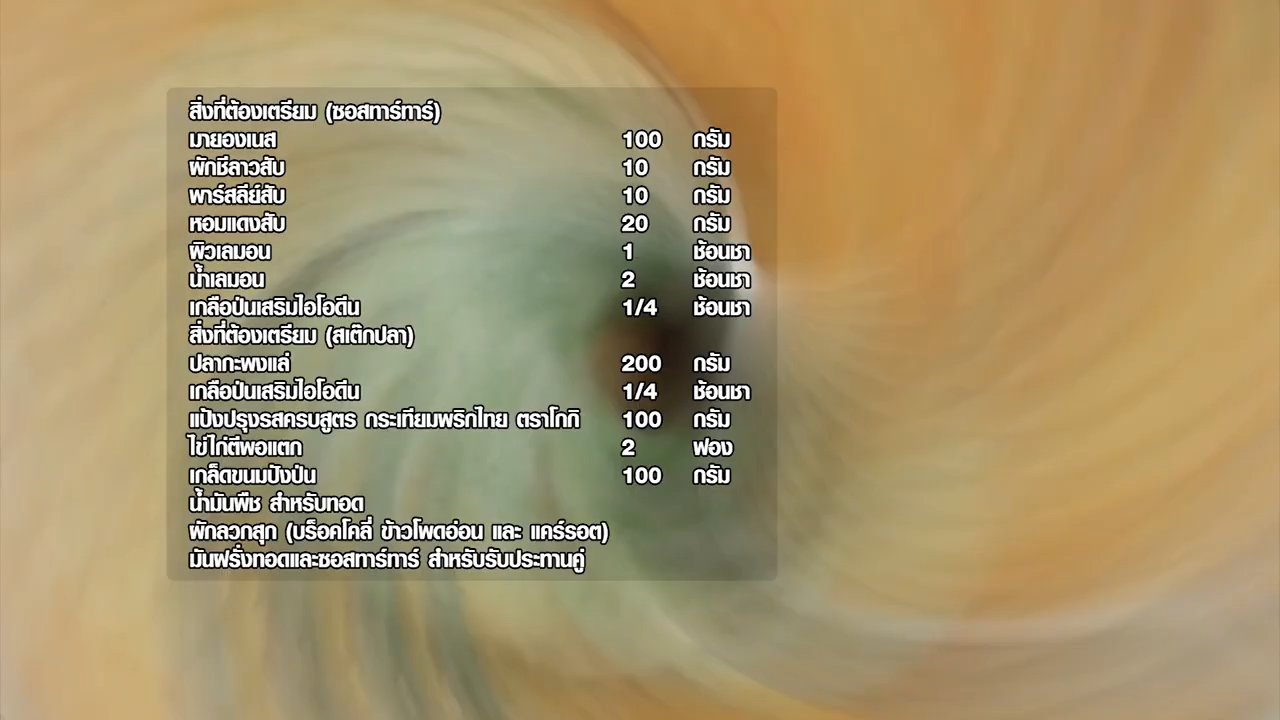 สิ่งที่ต้องเตรียม (ซอสทาร์ทาร์)
มายองเนส 100 กรัม
ผักชีลาวสับ 10 กรัม
พาร์สลีย์สับ 10 กรัม
หอมแดงสับ 20 กรัม
ผิวเลมอน 1 ช้อนชา
น้ำเลมอน 2 ช้อนชา
เกลือป่นเสริมไอโอดีน 1/4 ช้อนชา
สิ่งที่ต้องเตรียม (สเต๊กปลา)
ปลากะพงแล่ 200 กรัม
เกลือป่นเสริมไอโอดีน 1/4 ช้อนชา
แป้งปรุงรสครบสูตร กระเทียมพริกไทย ตราโกกิ 100 กรัม
ไข่ไก่ตีพอแตก 2 ฟอง
เกล็ดขนมปังป่น 100 กรัม
น้ำมันพืช สำหรับทอด
ผักลวกสุก (บร็อคโคลี่ ข้าวโพดอ่อน และ แคร์รอต)
มันฝรั่งทอดและซอสทาร์ทาร์ สำหรับรับประทานคู่